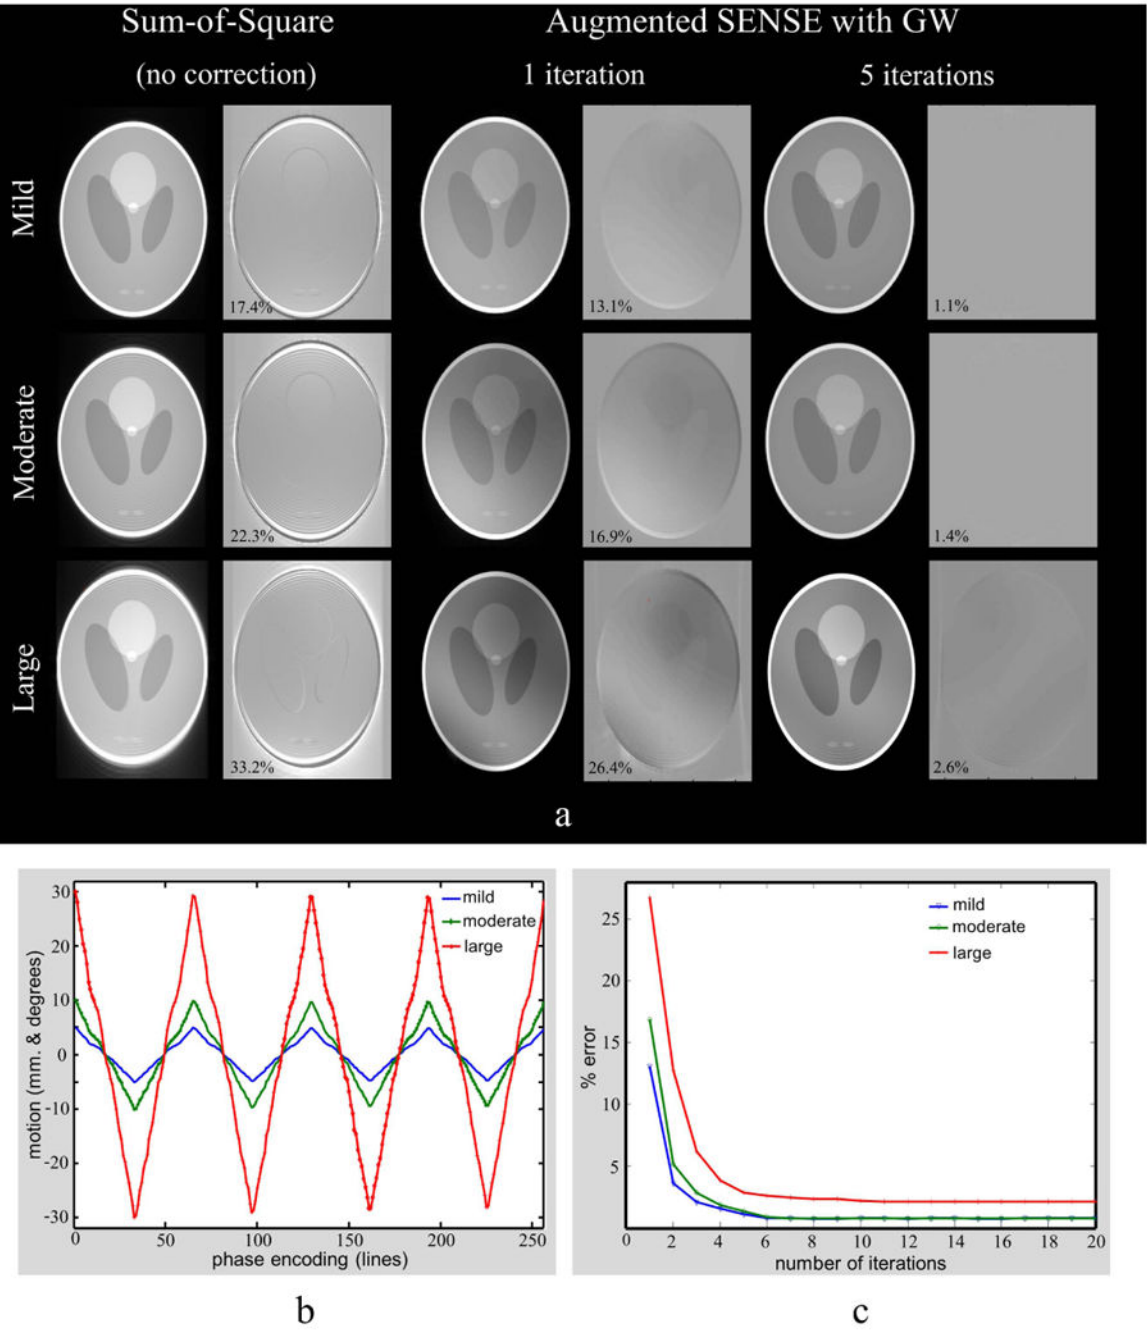 Sum-of-Square Augmented SENSE with GW
(no correction) 1 iteration 5 iterations
Mild
17.4% 13.1% 1.1%
Moderate
22.3% 16.9% 1.4%
Large
33.2% 26.4% 2.6%
a
motion (mm. & degrees)
30
20
10
0
-10
-20
-30
mild
moderate
large
0 50 100 150 200 250
phase encoding (lines)
b
% error
25
20
15
10
5
mild
moderate
large
0 2 4 6 8 10 12 14 16 18 20
number of iterations
c